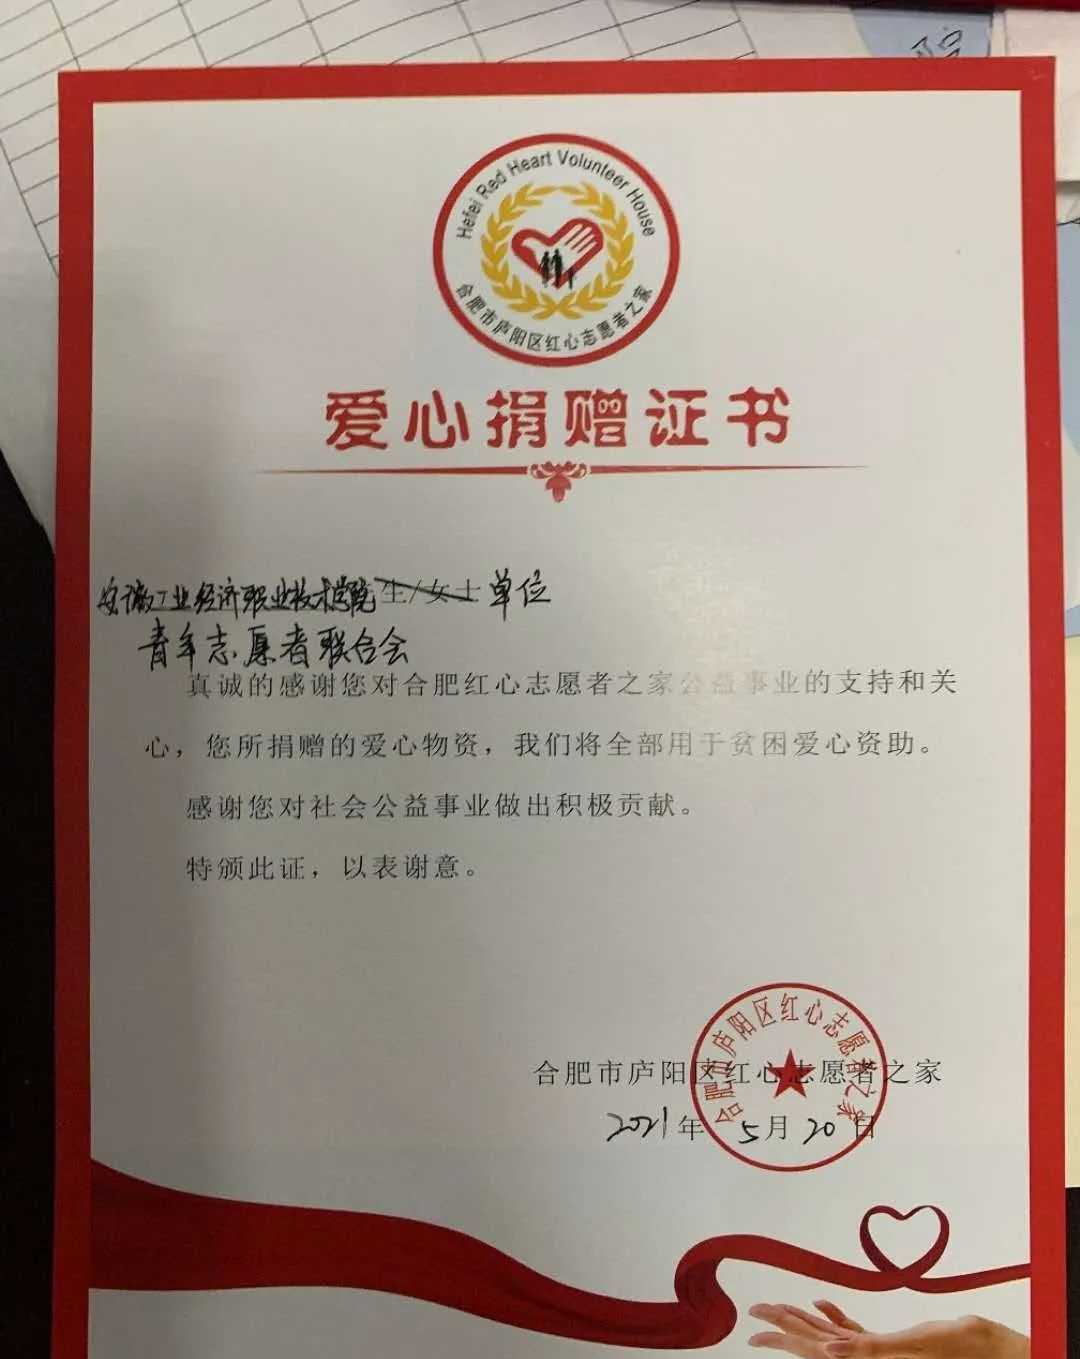 院
Hefei Red Heart Volunteer House
合肥市庐阳区红心志愿者之家
爱心捐赠证书
安徽工业经济职业技术学院 生/女士 单位
青年志愿者联合会
真诚的感谢您对合肥红心志愿者之家公益事业的支持和关
心，您所捐赠的爱心物资，我们将全部用于贫困爱心资助。
感谢您对社会公益事业做出积极贡献。
特颁此证，以表谢意。
合肥市庐阳区红心志愿者之家
合肥市庐阳区红心志愿者之家
2021年 5月20日